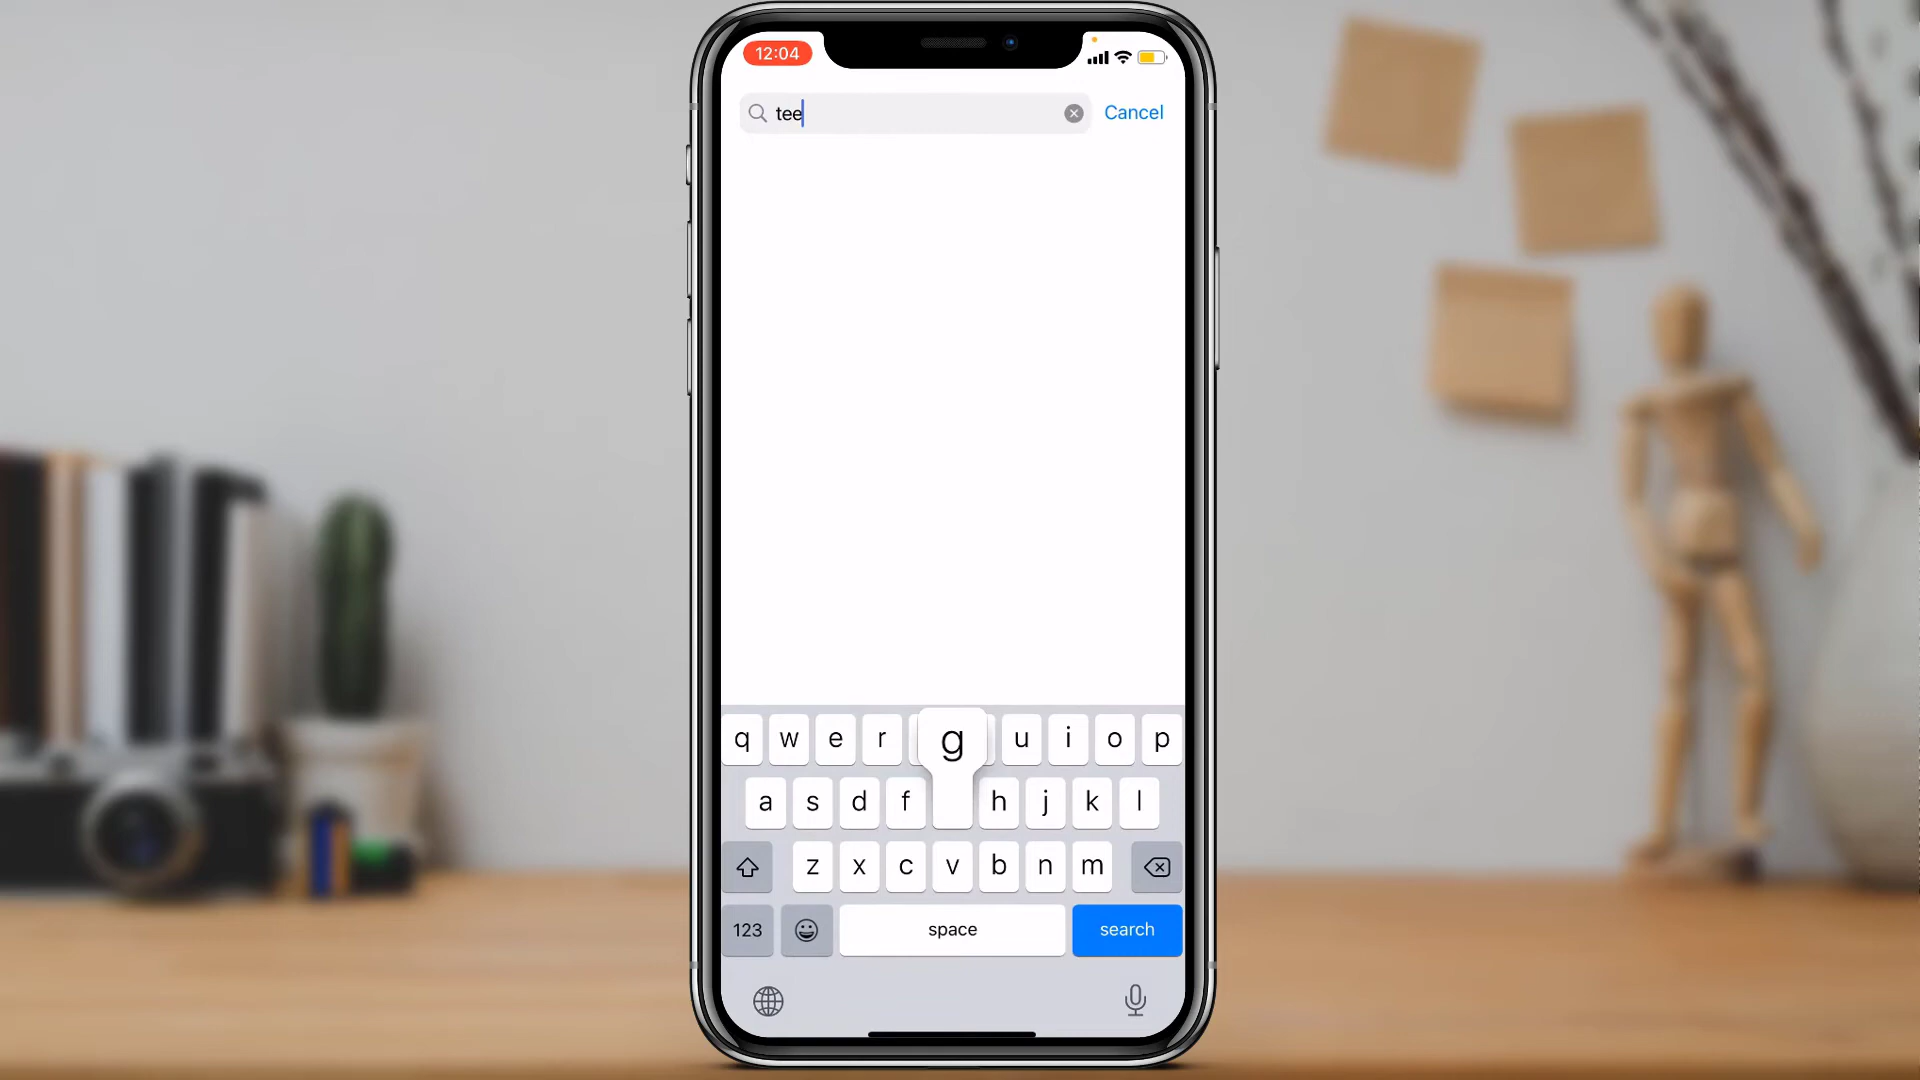 12:04
tee
Cancel
q w e r g u i o p
a s d f h j k l
z x c v b n m
123 space search